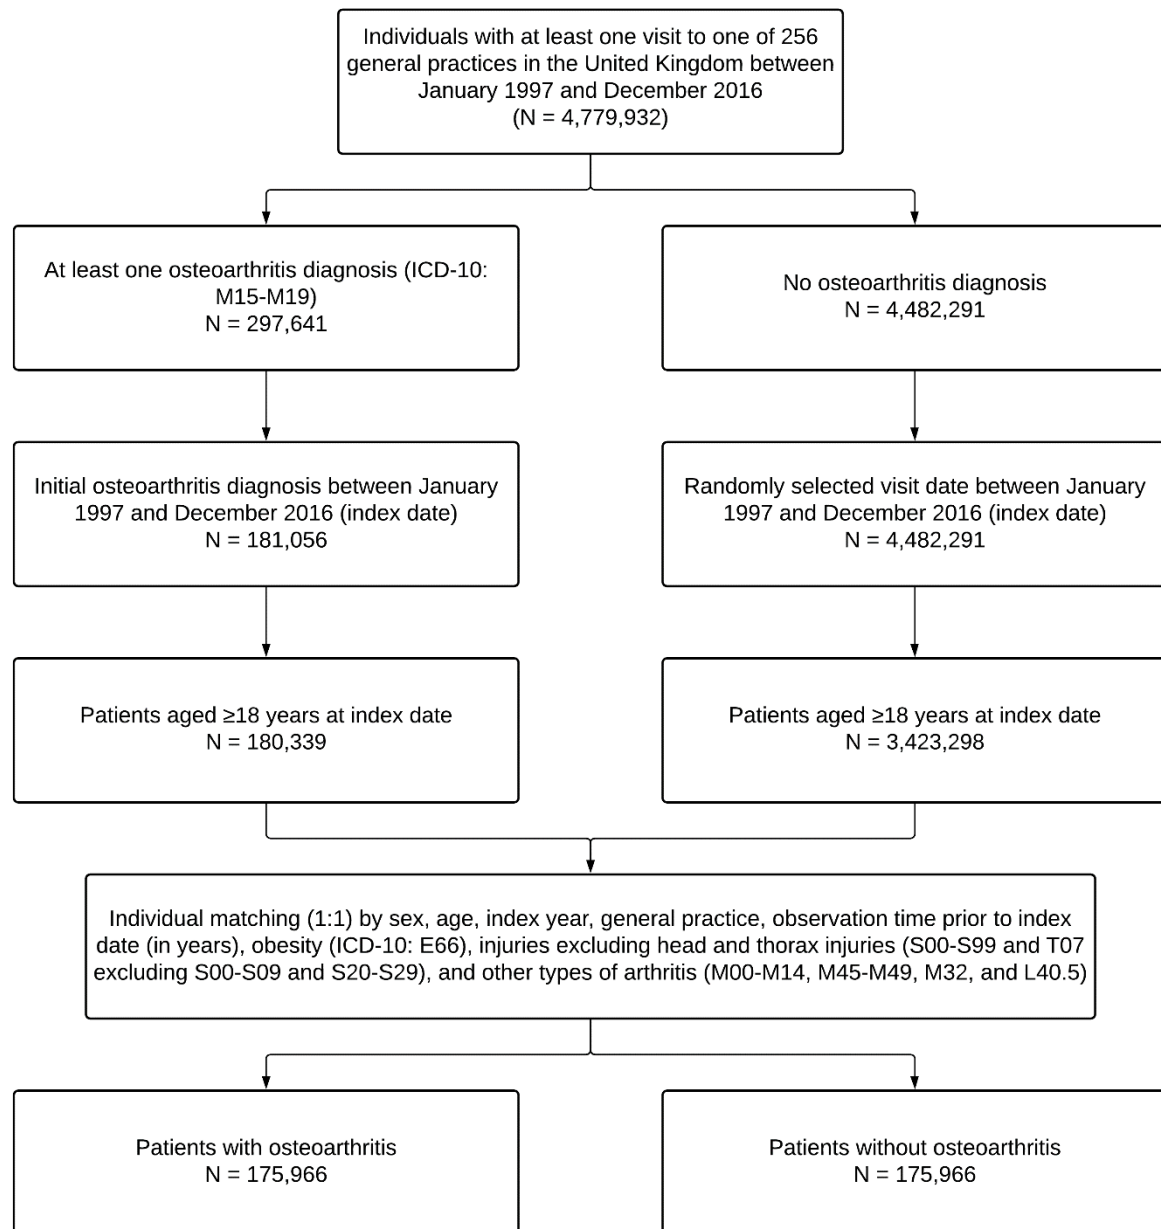 Individuals with at least one visit to one of 256
general practices in the United Kingdom between
January 1997 and December 2016
(N = 4,779,932)
At least one osteoarthritis diagnosis (ICD-10:
M15-M19)
N = 297,641
No osteoarthritis diagnosis
N = 4,482,291
Initial osteoarthritis diagnosis between January
1997 and December 2016 (index date)
N = 181,056
Randomly selected visit date between January
1997 and December 2016 (index date)
N = 4,482,291
Patients aged ≥18 years at index date
N = 180,339
Patients aged ≥18 years at index date
N = 3,423,298
Individual matching (1:1) by sex, age, index year, general practice, observation time prior to index
date (in years), obesity (ICD-10: E66), injuries excluding head and thorax injuries (S00-S99 and T07
excluding S00-S09 and S20-S29), and other types of arthritis (M00-M14, M45-M49, M32, and L40.5)
Patients with osteoarthritis
N = 175,966
Patients without osteoarthritis
N = 175,966